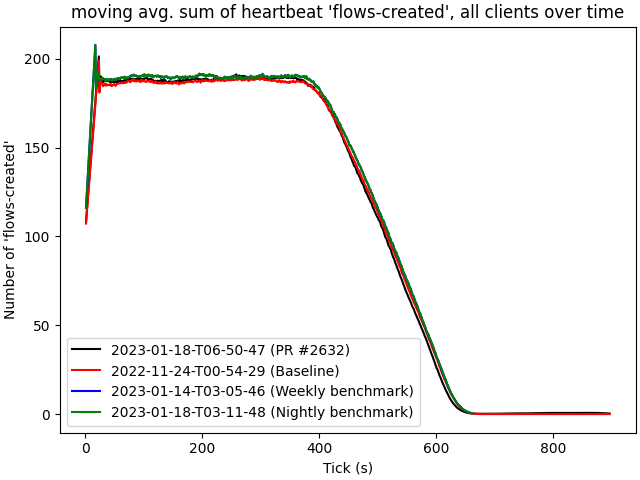 moving avg. sum of heartbeat 'flows-created', all clients over time
Number of 'flows-created'
200
150
100
50
0
2023-01-18-T06-50-47 (PR #2632)
2022-11-24-T00-54-29 (Baseline)
2023-01-14-T03-05-46 (Weekly benchmark)
2023-01-18-T03-11-48 (Nightly benchmark)
0 200 400 600 800
Tick (s)